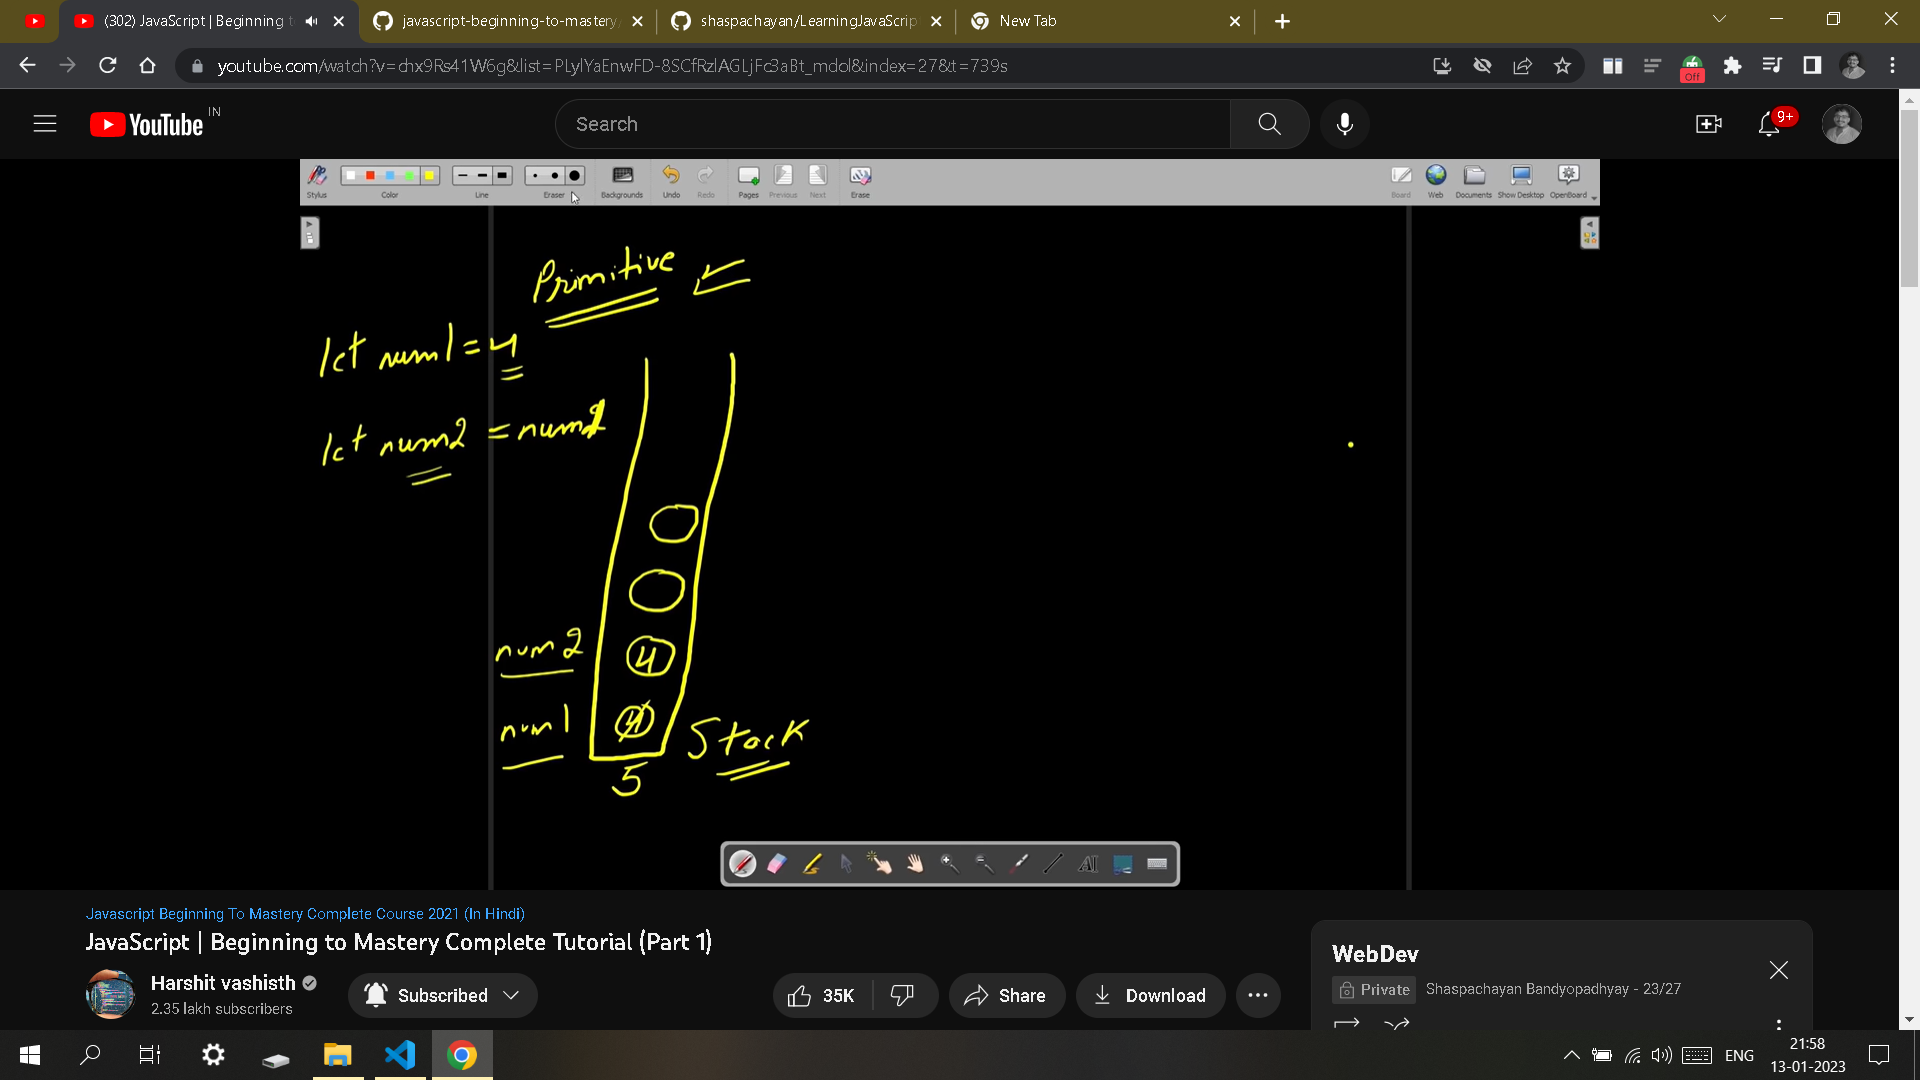 (302) JavaScript | Beginning t
javascript-beginning-to-mastery
shaspachayan/LearningJavaScrip
New Tab
youtube.com/watch?v=chx9Rs41W6g&list=PLylYaEnwFD-8SCfRzlAGLjFc3aBt_mdol&index=27&t=739s
Off
YouTube IN
Search
9+
Stylus
Color
Line
Eraser
Backgrounds
Undo
Redo
Pages
Previous
Next
Erase
Board
Web
Documents
Show Desktop
OpenBoard
Primitive
let num1 = 4
let num2 = num1
num2 4
num1 4
5
Stack
AI
Javascript Beginning To Mastery Complete Course 2021 (In Hindi)
JavaScript | Beginning to Mastery Complete Tutorial (Part 1)
Harshit vashisth
2.35 lakh subscribers
Subscribed
35K
Share
Download
WebDev
Private
Shaspachayan Bandyopadhyay - 23/27
ENG
21:58
13-01-2023